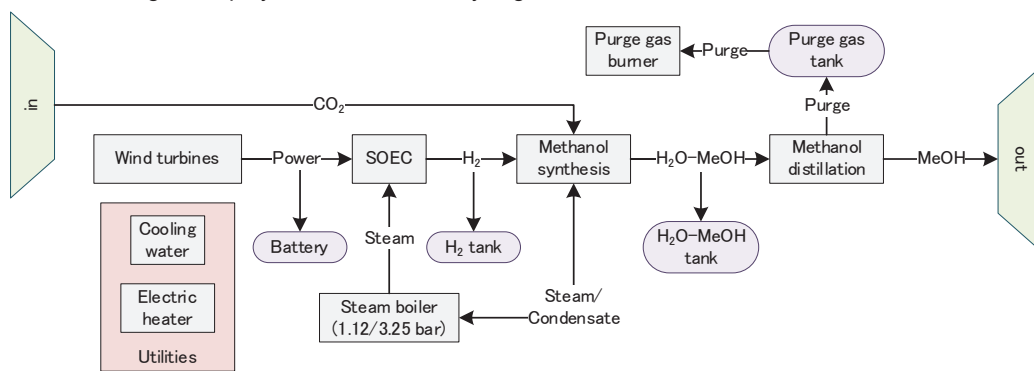 in
CO₂
Purge gas
burner
Purge
Purge gas
tank
Purge
Wind turbines
Power
SOEC
H₂
Methanol
synthesis
H₂O-MeOH
Methanol
distillation
MeOH
out
Cooling
water
Electric
heater
Utilities
Battery
Steam
H₂ tank
H₂O-MeOH
tank
Steam boiler
(1.12/3.25 bar)
Steam/
Condensate